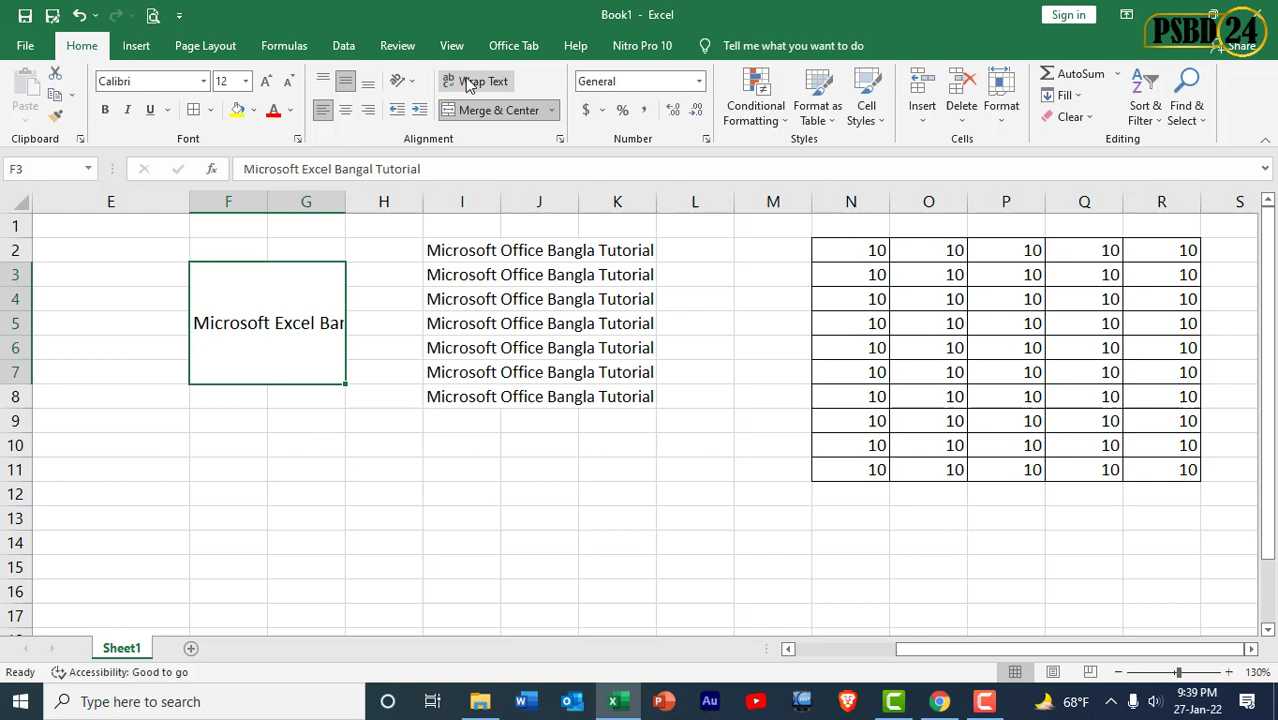 Book1 - Excel
Sign in
PSBD 24
File Home Insert Page Layout Formulas Data Review View Office Tab Help Nitro Pro 10 Tell me what you want to do Share
Calibri 12 Wrap Text General AutoSum
Paste Fill
B I U Merge & Center $ % Clear
Conditional Formatting
Format as Table
Cell Styles
Insert Delete Format
Sort & Filter
Find & Select
Clipboard Font Alignment Number Styles Cells Editing
F3 fx Microsoft Excel Bangal Tutorial
E F G H I J K L M N O P Q R S
1
2 Microsoft Office Bangla Tutorial 10 10 10 10 10
3 Microsoft Office Bangla Tutorial 10 10 10 10 10
4 Microsoft Office Bangla Tutorial 10 10 10 10 10
5 Microsoft Excel Ban Microsoft Office Bangla Tutorial 10 10 10 10 10
6 Microsoft Office Bangla Tutorial 10 10 10 10 10
7 Microsoft Office Bangla Tutorial 10 10 10 10 10
8 Microsoft Office Bangla Tutorial 10 10 10 10 10
9 10 10 10 10 10
10 10 10 10 10 10
11 10 10 10 10 10
12
13
14
15
16
17
Sheet1
Ready Accessibility: Good to go 130%
Type here to search 68°F 9:39 PM
27-Jan-22